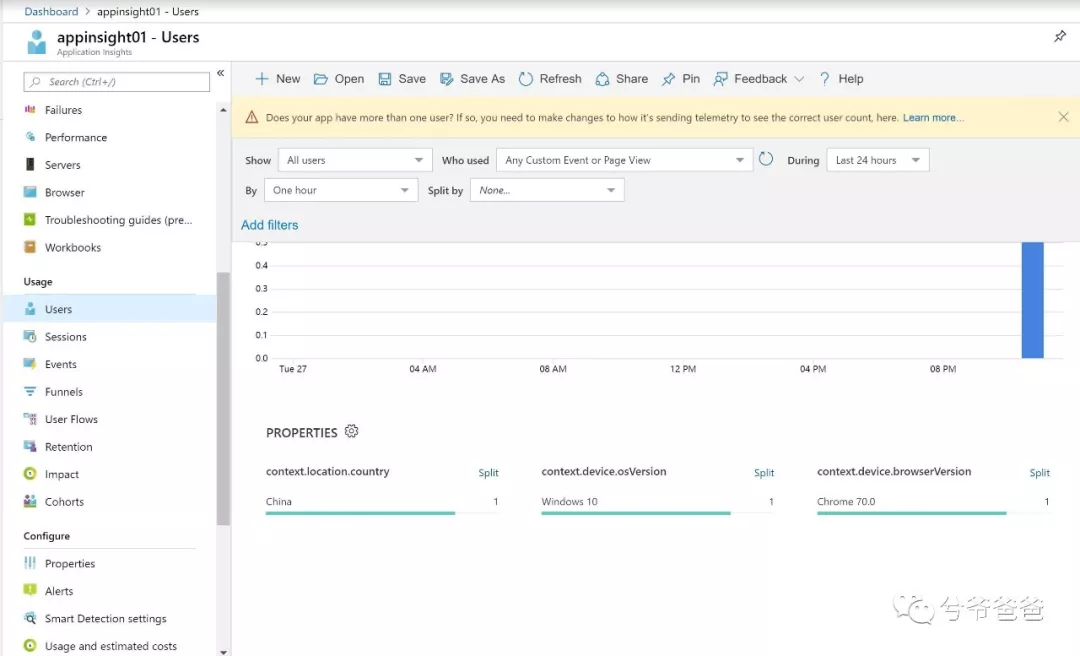 Dashboard > appinsight01 - Users
appinsight01 - Users
Application Insights
Search (Ctrl+/)
«
Failures
Performance
Servers
Browser
Troubleshooting guides (pre...
Workbooks
Usage
Users
Sessions
Events
Funnels
User Flows
Retention
Impact
Cohorts
Configure
Properties
Alerts
Smart Detection settings
Usage and estimated costs
New Open Save Save As Refresh Share Pin Feedback Help
Does your app have more than one user? If so, you need to make changes to how it's sending telemetry to see the correct user count, here. Learn more...
Show All users Who used Any Custom Event or Page View During Last 24 hours
By One hour Split by None...
Add filters
0.5
0.4
0.3
0.2
0.1
0.0
Tue 27 04 AM 08 AM 12 PM 04 PM 08 PM
PROPERTIES
context.location.country Split
China 1
context.device.osVersion Split
Windows 10 1
context.device.browserVersion Split
Chrome 70.0 1
兮爷爸爸